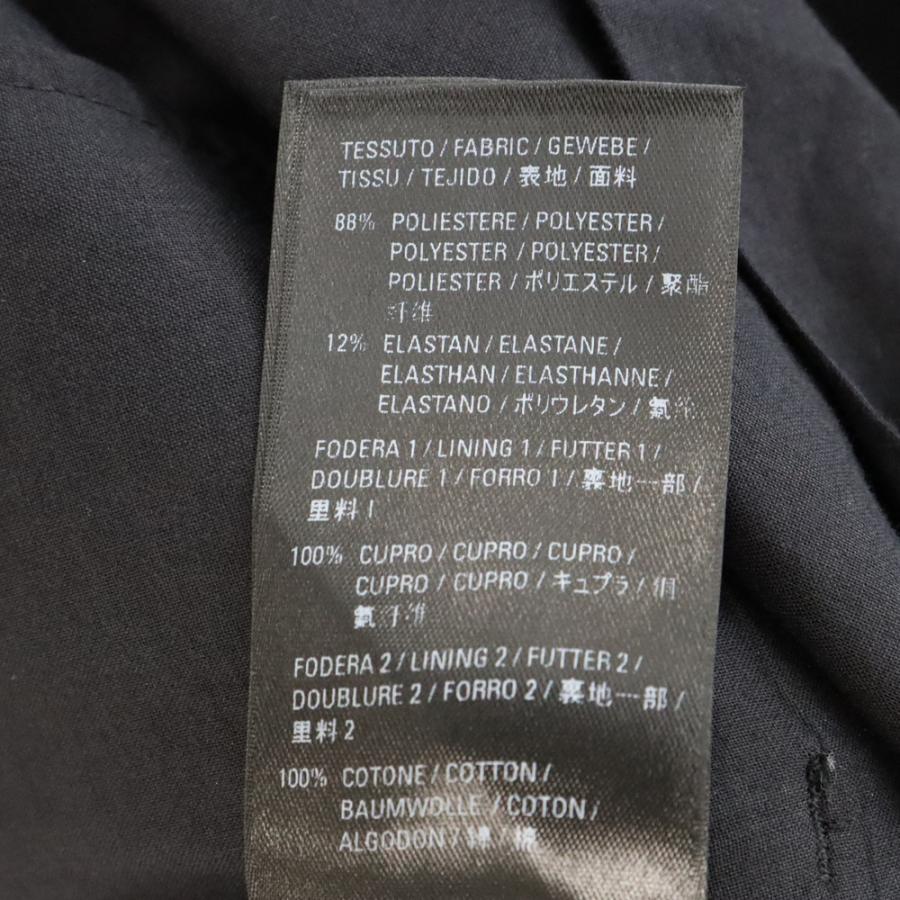 TESSUTO / FABRIC / GEWEBE /
TISSU / TEJIDO / 表地 / 面料
88% POLIESTERE / POLYESTER /
POLYESTER / POLYESTER /
POLIESTER / ポリエステル / 聚酯
纤维
12% ELASTAN / ELASTANE /
ELASTHAN / ELASTHANNE /
ELASTANO / ポリウレタン /
FODERA 1 / LINING 1 / FUTTER 1 /
DOUBLURE 1 / FORRO 1 / 裏地一部 /
里料 1
100% CUPRO / CUPRO / CUPRO /
CUPRO / CUPRO / キュプラ / 铜
氨纤维
FODERA 2 / LINING 2 / FUTTER 2 /
DOUBLURE 2 / FORRO 2 / 裏地一部 /
里料 2
100% COTONE / COTTON /
BAUMWOLLE / COTON /
ALGODON / 綿 / 棉